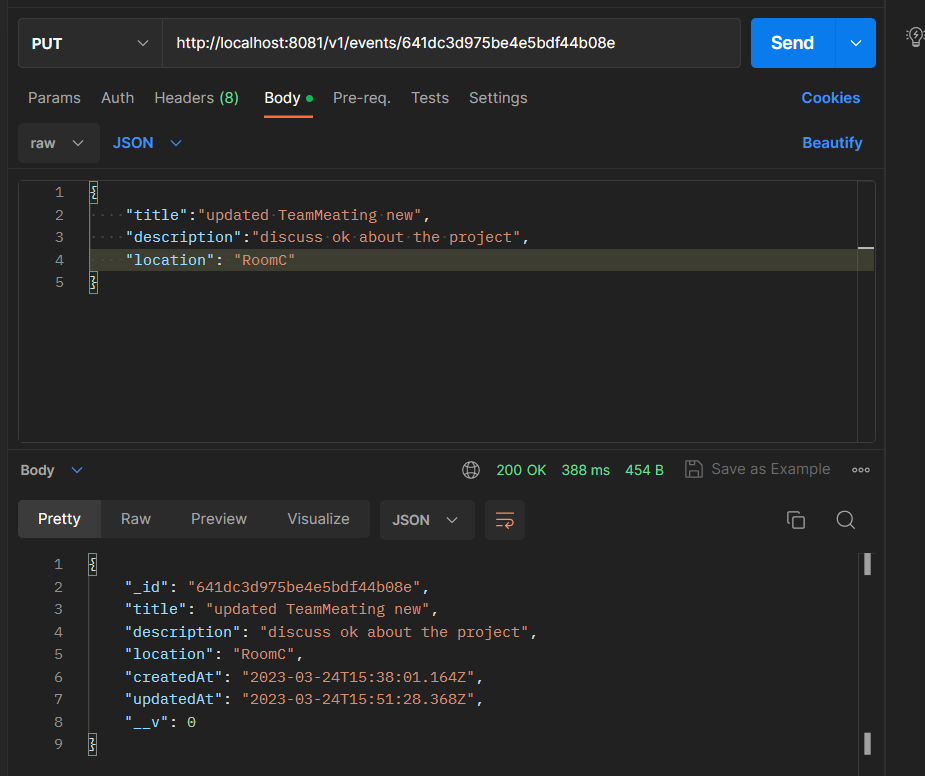 PUT http://localhost:8081/v1/events/641dc3d975be4e5bdf44b08e Send
Params Auth Headers (8) Body Pre-req. Tests Settings Cookies
raw JSON Beautify
1 {
2 "title":"updated TeamMeating new",
3 "description":"discuss ok about the project",
4 "location": "RoomC"
5 }
Body 200 OK 388 ms 454 B Save as Example
Pretty Raw Preview Visualize JSON
1 {
2 "_id": "641dc3d975be4e5bdf44b08e",
3 "title": "updated TeamMeating new",
4 "description": "discuss ok about the project",
5 "location": "RoomC",
6 "createdAt": "2023-03-24T15:38:01.164Z",
7 "updatedAt": "2023-03-24T15:51:28.368Z",
8 "__v": 0
9 }